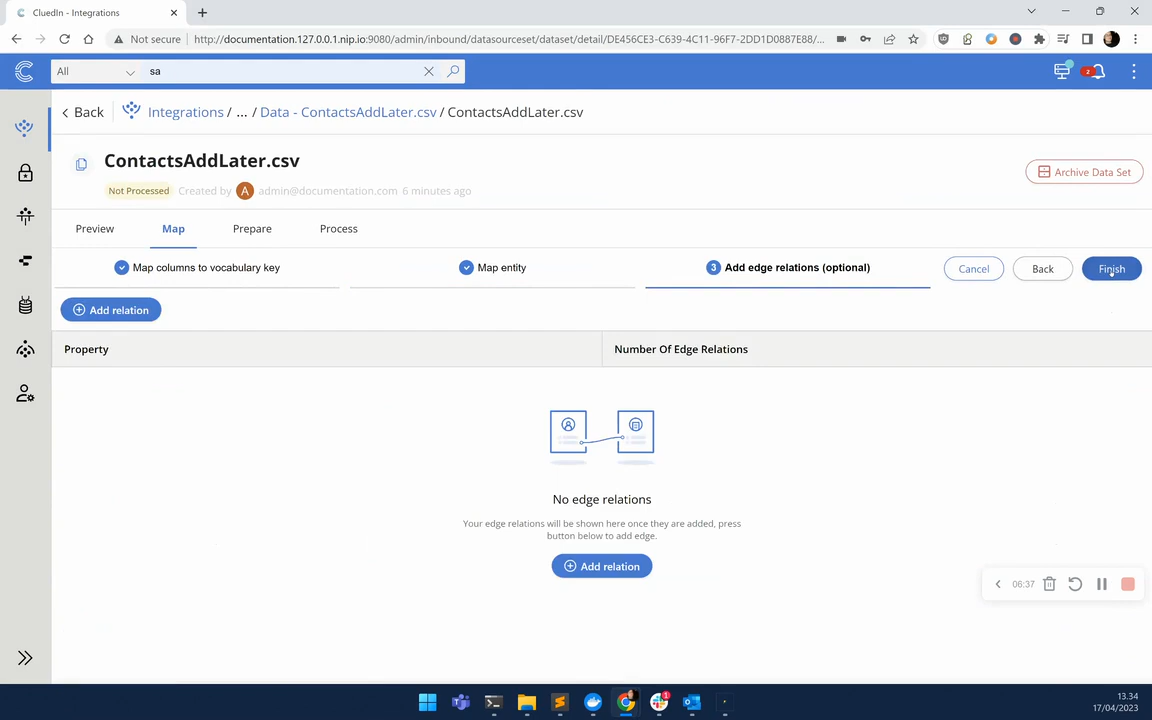 CluedIn - Integrations
Not secure
http://documentation.127.0.0.1.nip.io:9080/admin/inbound/datasourceset/dataset/detail/DE456CE3-C639-4C11-96F7-2DD1D0887E88/...
All
sa
2
Back
Integrations / ... / Data - ContactsAddLater.csv / ContactsAddLater.csv
ContactsAddLater.csv
Archive Data Set
Not Processed Created by A admin@documentation.com 6 minutes ago
Preview Map Prepare Process
Map columns to vocabulary key
Map entity
3 Add edge relations (optional)
Cancel
Back
Finish
Add relation
Property
Number Of Edge Relations
No edge relations
Your edge relations will be shown here once they are added, press
button below to add edge.
Add relation
06:37
1
13.34
17/04/2023